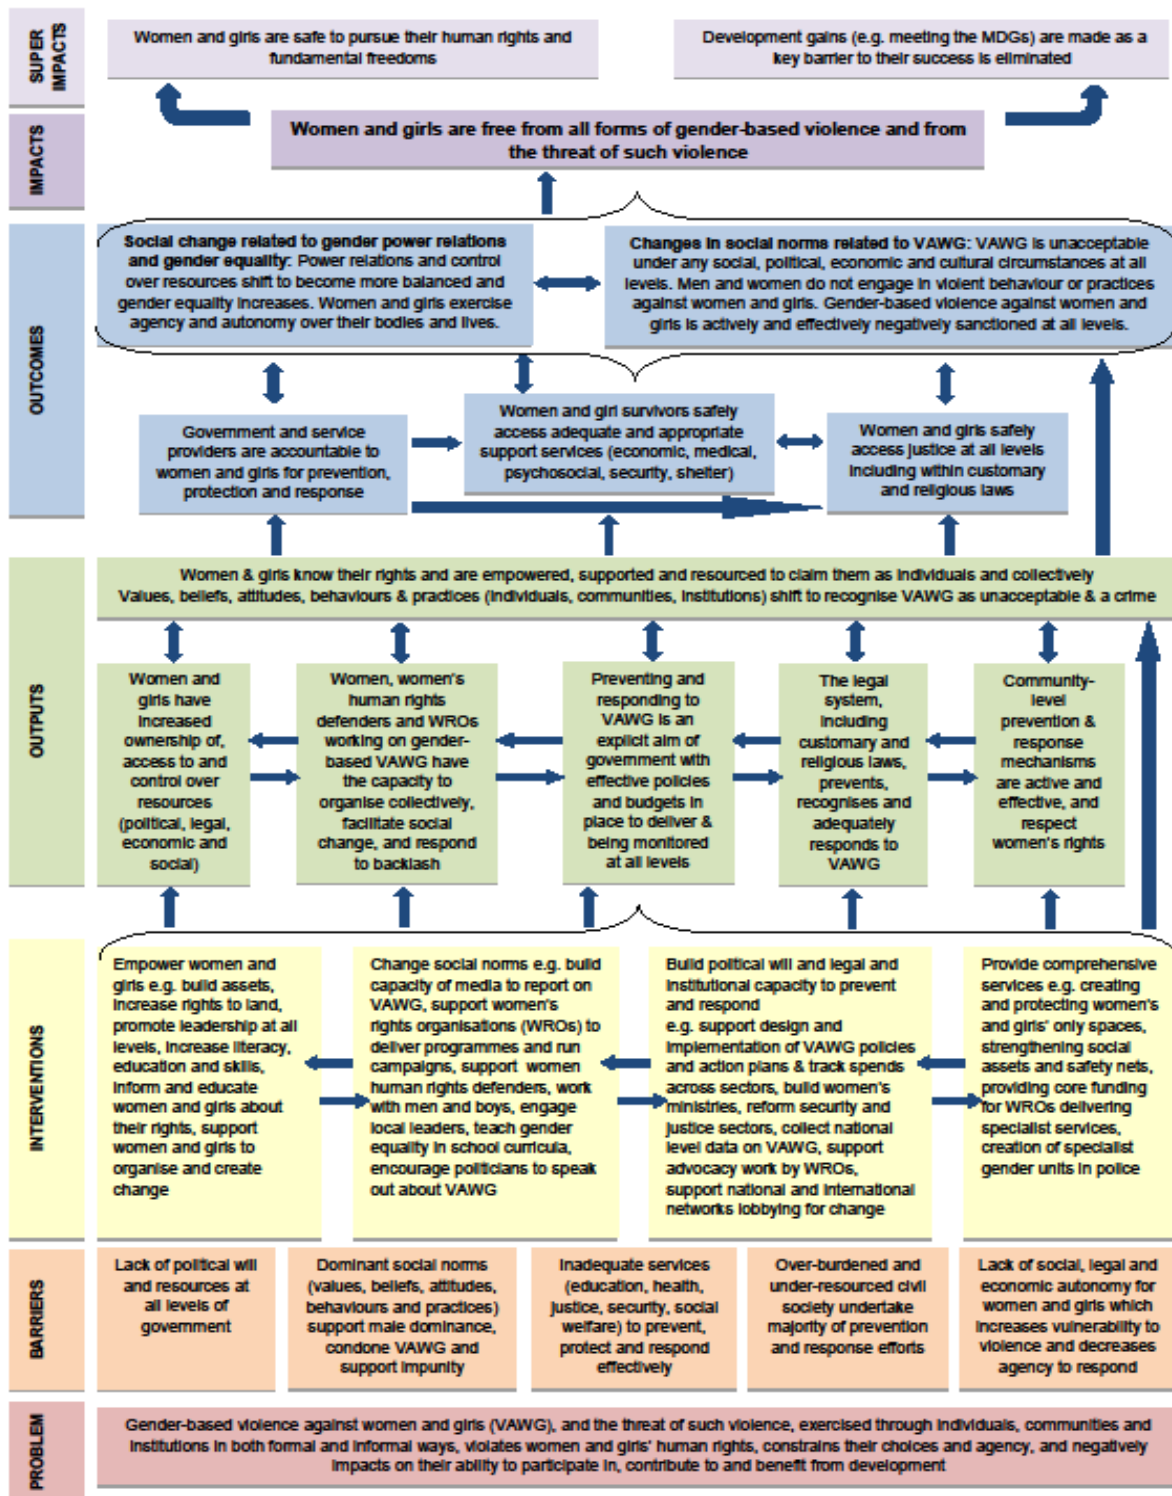 SUPER
IMPACTS
Women and girls are safe to pursue their human rights and
fundamental freedoms
Development gains (e.g. meeting the MDGs) are made as a
key barrier to their success is eliminated
IMPACTS
Women and girls are free from all forms of gender-based violence and from
the threat of such violence
OUTCOMES
Social change related to gender power relations
and gender equality: Power relations and control
over resources shift to become more balanced and
gender equality increases. Women and girls exercise
agency and autonomy over their bodies and lives.
Changes in social norms related to VAWG: VAWG is unacceptable
under any social, political, economic and cultural circumstances at all
levels. Men and women do not engage in violent behaviour or practices
against women and girls. Gender-based violence against women and
girls is actively and effectively negatively sanctioned at all levels.
Government and service
providers are accountable to
women and girls for prevention,
protection and response
Women and girl survivors safely
access adequate and appropriate
support services (economic, medical,
psychosocial, security, shelter)
Women and girls safely
access justice at all levels
including within customary
and religious laws
OUTPUTS
Women & girls know their rights and are empowered, supported and resourced to claim them as individuals and collectively
Values, beliefs, attitudes, behaviours & practices (individuals, communities, institutions) shift to recognise VAWG as unacceptable & a crime
Women and
girls have
increased
ownership of,
access to and
control over
resources
(political, legal,
economic and
social)
Women, women's
human rights
defenders and WROs
working on gender-
based VAWG have
the capacity to
organise collectively,
facilitate social
change, and respond
to backlash
Preventing and
responding to
VAWG is an
explicit aim of
government with
effective policies
and budgets in
place to deliver &
being monitored
at all levels
The legal
system,
including
customary and
religious laws,
prevents,
recognises and
adequately
responds to
VAWG
Community-
level
prevention &
response
mechanisms
are active and
effective, and
respect
women's rights
INTERVENTIONS
Empower women and
girls e.g. build assets,
increase rights to land,
promote leadership at all
levels, increase literacy,
education and skills,
inform and educate
women and girls about
their rights, support
women and girls to
organise and create
change
Change social norms e.g. build
capacity of media to report on
VAWG, support women's
rights organisations (WROs) to
deliver programmes and run
campaigns, support women
human rights defenders, work
with men and boys, engage
local leaders, teach gender
equality in school curricula,
encourage politicians to speak
out about VAWG
Build political will and legal and
institutional capacity to prevent
and respond
e.g. support design and
implementation of VAWG policies
and action plans & track spends
across sectors, build women's
ministries, reform security and
justice sectors, collect national
level data on VAWG, support
advocacy work by WROs,
support national and international
networks lobbying for change
Provide comprehensive
services e.g. creating
and protecting women's
and girls' only spaces,
strengthening social
assets and safety nets,
providing core funding
for WROs delivering
specialist services,
creation of specialist
gender units in police
BARRIERS
Lack of political will
and resources at
all levels of
government
Dominant social norms
(values, beliefs, attitudes,
behaviours and practices)
support male dominance,
condone VAWG and
support impunity
Inadequate services
(education, health,
justice, security, social
welfare) to prevent,
protect and respond
effectively
Over-burdened and
under-resourced civil
society undertake
majority of prevention
and response efforts
Lack of social, legal and
economic autonomy for
women and girls which
increases vulnerability to
violence and decreases
agency to respond
PROBLEM
Gender-based violence against women and girls (VAWG), and the threat of such violence, exercised through individuals, communities and
institutions in both formal and informal ways, violates women and girls' human rights, constrains their choices and agency, and negatively
impacts on their ability to participate in, contribute to and benefit from development